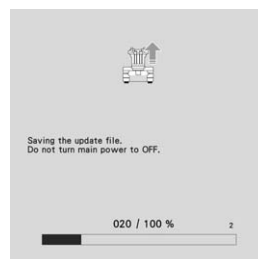 Saving the update file.
Do not turn main power to OFF.
020 / 100 %
2